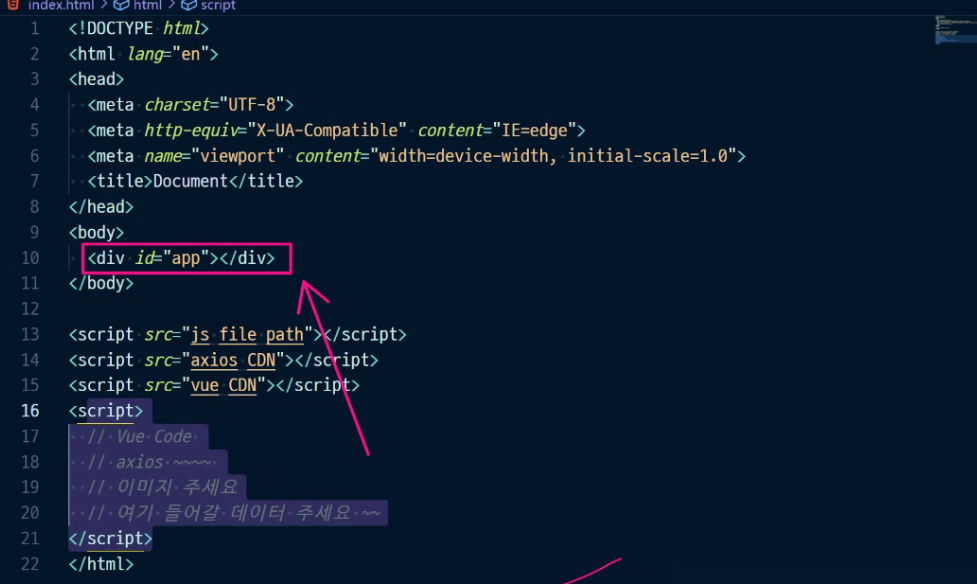 index.html > html > script
1 <!DOCTYPE html>
2 <html lang="en">
3 <head>
4 <meta charset="UTF-8">
5 <meta http-equiv="X-UA-Compatible" content="IE=edge">
6 <meta name="viewport" content="width=device-width, initial-scale=1.0">
7 <title>Document</title>
8 </head>
9 <body>
10 <div id="app"></div>
11 </body>
12
13 <script src="js file path"></script>
14 <script src="axios CDN"></script>
15 <script src="vue CDN"></script>
16 <script>
17 // Vue Code
18 // axios ~~~~
19 // 이미지 주세요
20 // 여기 들어갈 데이터 주세요 ~~
21 </script>
22 </html>